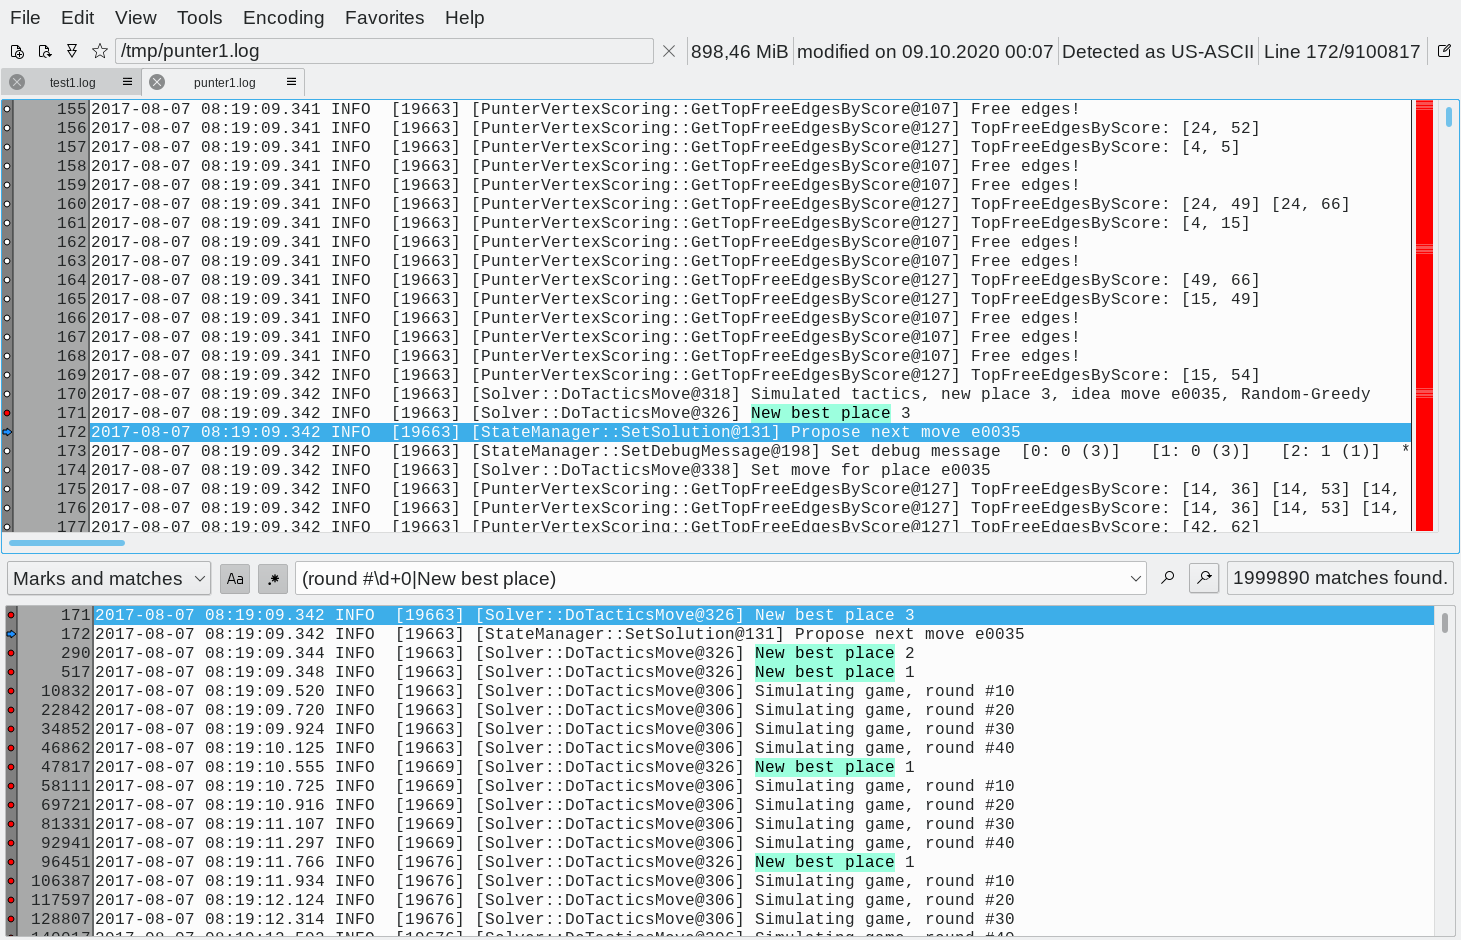 File Edit View Tools Encoding Favorites Help
/tmp/punter1.log 898,46 MiB modified on 09.10.2020 00:07 Detected as US-ASCII Line 172/9100817
test1.log punter1.log
155 2017-08-07 08:19:09.341 INFO [19663] [PunterVertexScoring::GetTopFreeEdgesByScore@107] Free edges!
156 2017-08-07 08:19:09.341 INFO [19663] [PunterVertexScoring::GetTopFreeEdgesByScore@127] TopFreeEdgesByScore: [24, 52]
157 2017-08-07 08:19:09.341 INFO [19663] [PunterVertexScoring::GetTopFreeEdgesByScore@127] TopFreeEdgesByScore: [4, 5]
158 2017-08-07 08:19:09.341 INFO [19663] [PunterVertexScoring::GetTopFreeEdgesByScore@107] Free edges!
159 2017-08-07 08:19:09.341 INFO [19663] [PunterVertexScoring::GetTopFreeEdgesByScore@107] Free edges!
160 2017-08-07 08:19:09.341 INFO [19663] [PunterVertexScoring::GetTopFreeEdgesByScore@127] TopFreeEdgesByScore: [24, 49] [24, 66]
161 2017-08-07 08:19:09.341 INFO [19663] [PunterVertexScoring::GetTopFreeEdgesByScore@127] TopFreeEdgesByScore: [4, 15]
162 2017-08-07 08:19:09.341 INFO [19663] [PunterVertexScoring::GetTopFreeEdgesByScore@107] Free edges!
163 2017-08-07 08:19:09.341 INFO [19663] [PunterVertexScoring::GetTopFreeEdgesByScore@107] Free edges!
164 2017-08-07 08:19:09.341 INFO [19663] [PunterVertexScoring::GetTopFreeEdgesByScore@127] TopFreeEdgesByScore: [49, 66]
165 2017-08-07 08:19:09.341 INFO [19663] [PunterVertexScoring::GetTopFreeEdgesByScore@127] TopFreeEdgesByScore: [15, 49]
166 2017-08-07 08:19:09.341 INFO [19663] [PunterVertexScoring::GetTopFreeEdgesByScore@107] Free edges!
167 2017-08-07 08:19:09.341 INFO [19663] [PunterVertexScoring::GetTopFreeEdgesByScore@107] Free edges!
168 2017-08-07 08:19:09.341 INFO [19663] [PunterVertexScoring::GetTopFreeEdgesByScore@107] Free edges!
169 2017-08-07 08:19:09.342 INFO [19663] [PunterVertexScoring::GetTopFreeEdgesByScore@127] TopFreeEdgesByScore: [15, 54]
170 2017-08-07 08:19:09.342 INFO [19663] [Solver::DoTacticsMove@318] Simulated tactics, new place 3, idea move e0035, Random-Greedy
171 2017-08-07 08:19:09.342 INFO [19663] [Solver::DoTacticsMove@326] New best place 3
172 2017-08-07 08:19:09.342 INFO [19663] [StateManager::SetSolution@131] Propose next move e0035
173 2017-08-07 08:19:09.342 INFO [19663] [StateManager::SetDebugMessage@198] Set debug message [0: 0 (3)] [1: 0 (3)] [2: 1 (1)] *
174 2017-08-07 08:19:09.342 INFO [19663] [Solver::DoTacticsMove@338] Set move for place e0035
175 2017-08-07 08:19:09.342 INFO [19663] [PunterVertexScoring::GetTopFreeEdgesByScore@127] TopFreeEdgesByScore: [14, 36] [14, 53] [14,
176 2017-08-07 08:19:09.342 INFO [19663] [PunterVertexScoring::GetTopFreeEdgesByScore@127] TopFreeEdgesByScore: [14, 36] [14, 53] [14,
177 2017-08-07 08:19:09.342 INFO [19663] [PunterVertexScoring::GetTopFreeEdgesByScore@127] TopFreeEdgesByScore: [42, 62]
Marks and matches Aa .* (round #\d+0|New best place) 1999890 matches found.
171 2017-08-07 08:19:09.342 INFO [19663] [Solver::DoTacticsMove@326] New best place 3
172 2017-08-07 08:19:09.342 INFO [19663] [StateManager::SetSolution@131] Propose next move e0035
290 2017-08-07 08:19:09.344 INFO [19663] [Solver::DoTacticsMove@326] New best place 2
517 2017-08-07 08:19:09.348 INFO [19663] [Solver::DoTacticsMove@326] New best place 1
10832 2017-08-07 08:19:09.520 INFO [19663] [Solver::DoTacticsMove@306] Simulating game, round #10
22842 2017-08-07 08:19:09.720 INFO [19663] [Solver::DoTacticsMove@306] Simulating game, round #20
34852 2017-08-07 08:19:09.924 INFO [19663] [Solver::DoTacticsMove@306] Simulating game, round #30
46862 2017-08-07 08:19:10.125 INFO [19663] [Solver::DoTacticsMove@306] Simulating game, round #40
47817 2017-08-07 08:19:10.555 INFO [19669] [Solver::DoTacticsMove@326] New best place 1
58111 2017-08-07 08:19:10.725 INFO [19669] [Solver::DoTacticsMove@306] Simulating game, round #10
69721 2017-08-07 08:19:10.916 INFO [19669] [Solver::DoTacticsMove@306] Simulating game, round #20
81331 2017-08-07 08:19:11.107 INFO [19669] [Solver::DoTacticsMove@306] Simulating game, round #30
92941 2017-08-07 08:19:11.297 INFO [19669] [Solver::DoTacticsMove@306] Simulating game, round #40
96451 2017-08-07 08:19:11.766 INFO [19676] [Solver::DoTacticsMove@326] New best place 1
106387 2017-08-07 08:19:11.934 INFO [19676] [Solver::DoTacticsMove@306] Simulating game, round #10
117597 2017-08-07 08:19:12.124 INFO [19676] [Solver::DoTacticsMove@306] Simulating game, round #20
128807 2017-08-07 08:19:12.314 INFO [19676] [Solver::DoTacticsMove@306] Simulating game, round #30